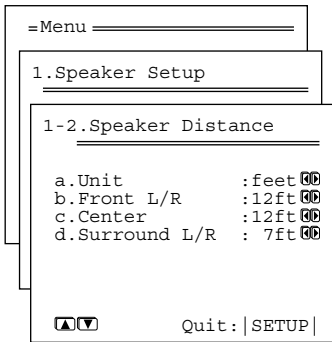 =Menu
1.Speaker Setup
1-2.Speaker Distance
a.Unit :feet
b.Front L/R :12ft
c.Center :12ft
d.Surround L/R : 7ft
Quit:|SETUP|